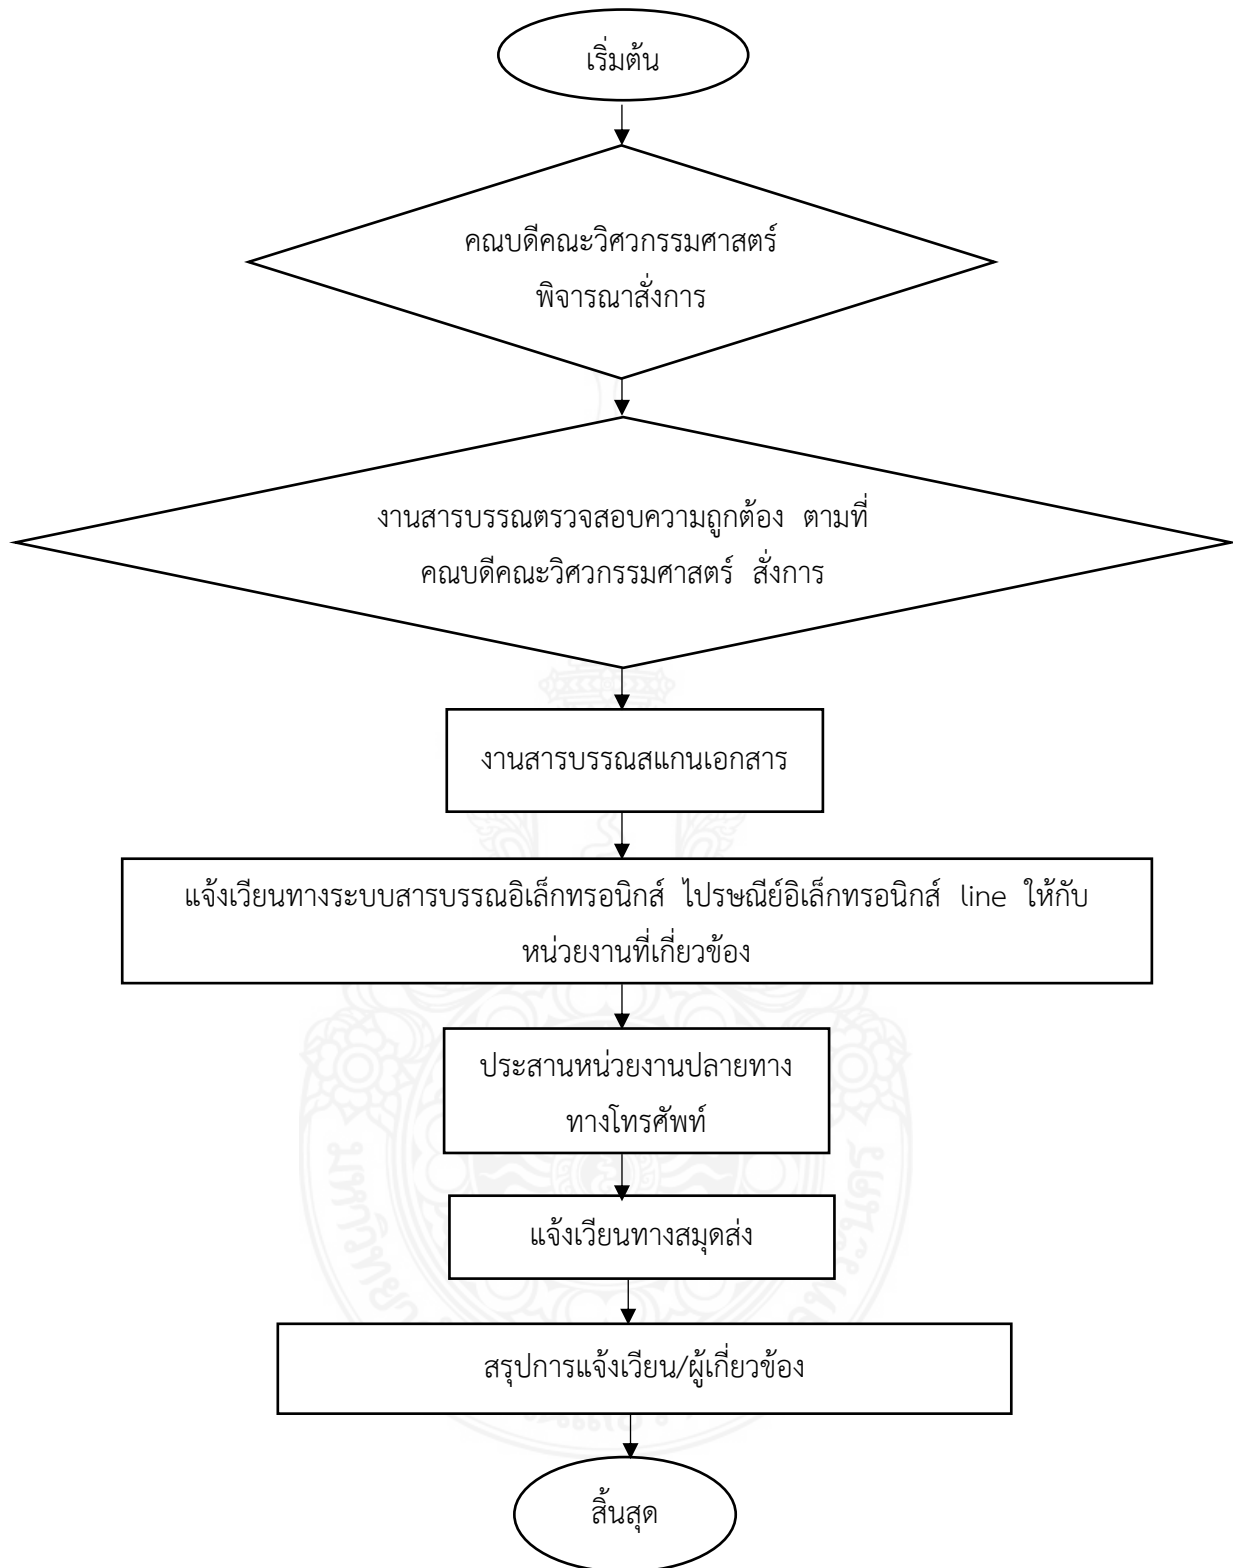 เริ่มต้น
คณบดีคณะวิศวกรรมศาสตร์
พิจารณาสั่งการ
งานสารบรรณตรวจสอบความถูกต้อง ตามที่
คณบดีคณะวิศวกรรมศาสตร์ สั่งการ
งานสารบรรณสแกนเอกสาร
แจ้งเวียนทางระบบสารบรรณอิเล็กทรอนิกส์ ไปรษณีย์อิเล็กทรอนิกส์ line ให้กับ
หน่วยงานที่เกี่ยวข้อง
ประสานหน่วยงานปลายทาง
ทางโทรศัพท์
แจ้งเวียนทางสมุดส่ง
สรุปการแจ้งเวียน/ผู้เกี่ยวข้อง
สิ้นสุด